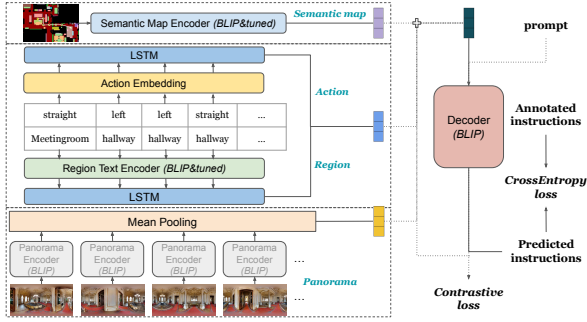 Semantic Map Encoder (BLIP&tuned)
Semantic map
LSTM
Action Embedding
straight left left straight ...
Meetingroom hallway hallway hallway ...
Region Text Encoder (BLIP&tuned)
LSTM
Action
Region
Mean Pooling
Panorama Encoder (BLIP)
Panorama Encoder (BLIP)
Panorama Encoder (BLIP)
Panorama Encoder (BLIP)
...
...
Panorama
prompt
Decoder
(BLIP)
Annotated
instructions
CrossEntropy
loss
Predicted
instructions
Contrastive
loss